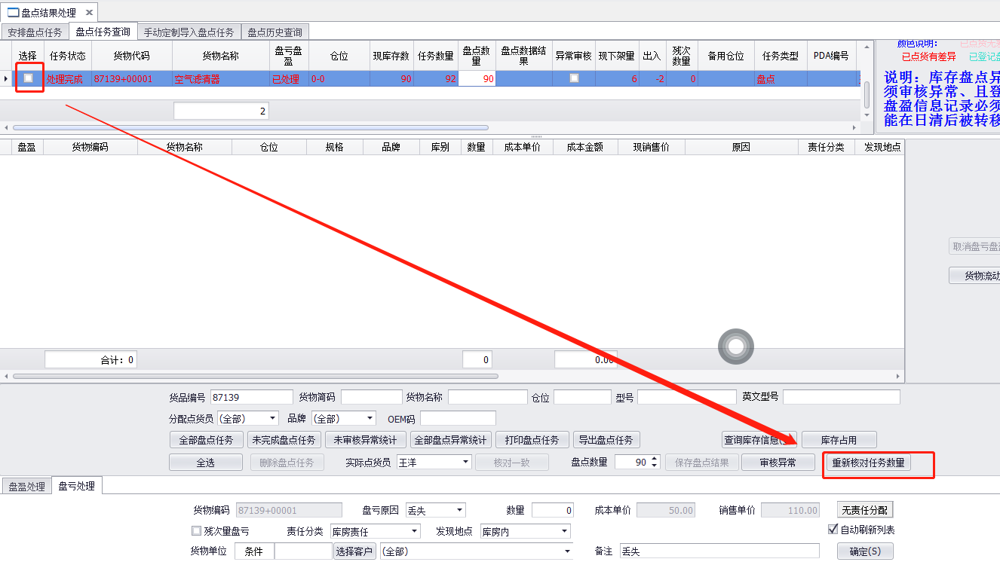 盘点结果处理
安排盘点任务 盘点任务查询 手动定制导入盘点任务 盘点历史查询
选择 任务状态 货物代码 货物名称 盘亏盘盈 仓位 现库存数 任务数量 盘点数量 盘点数据结果 异常审核 现下架量 出入 残次数量 备用仓位 任务类型 PDA编号
处理完成 87139+00001 空气滤清器 已处理 0-0 90 92 90 6 -2 0 盘点
2
颜色说明:
已点货有差异 已登记盘
说明：库存盘点异
须审核异常、且登
盘盈信息记录必须
能在日清后被转移
盘盈 货物编码 货物名称 仓位 规格 品牌 库别 数量 成本单价 成本金额 现销售价 原因 责任分类 发现地点
取消盘亏盘
货物流动
合计：0 0 0.00
货品编号 87139 货物简码 货物名称 仓位 型号 英文型号
分配点货员 (全部) 品牌 (全部) OEM码
全部盘点任务 未完成盘点任务 未审核异常统计 全部盘点异常统计 打印盘点任务 导出盘点任务 查询库存信息 库存占用
全选 删除盘点任务 实际点货员 王洋 核对一致 盘点数量 90 保存盘点结果 审核异常 重新核对任务数量
盘盈处理 盘亏处理
货物编码 87139+00001 盘亏原因 丢失 数量 0 成本单价 50.00 销售单价 110.00 无责任分配
残次量盘亏 责任分类 库房责任 发现地点 库房内 自动刷新列表
货物单位 条件 选择客户 (全部) 备注 丢失 确定(S)